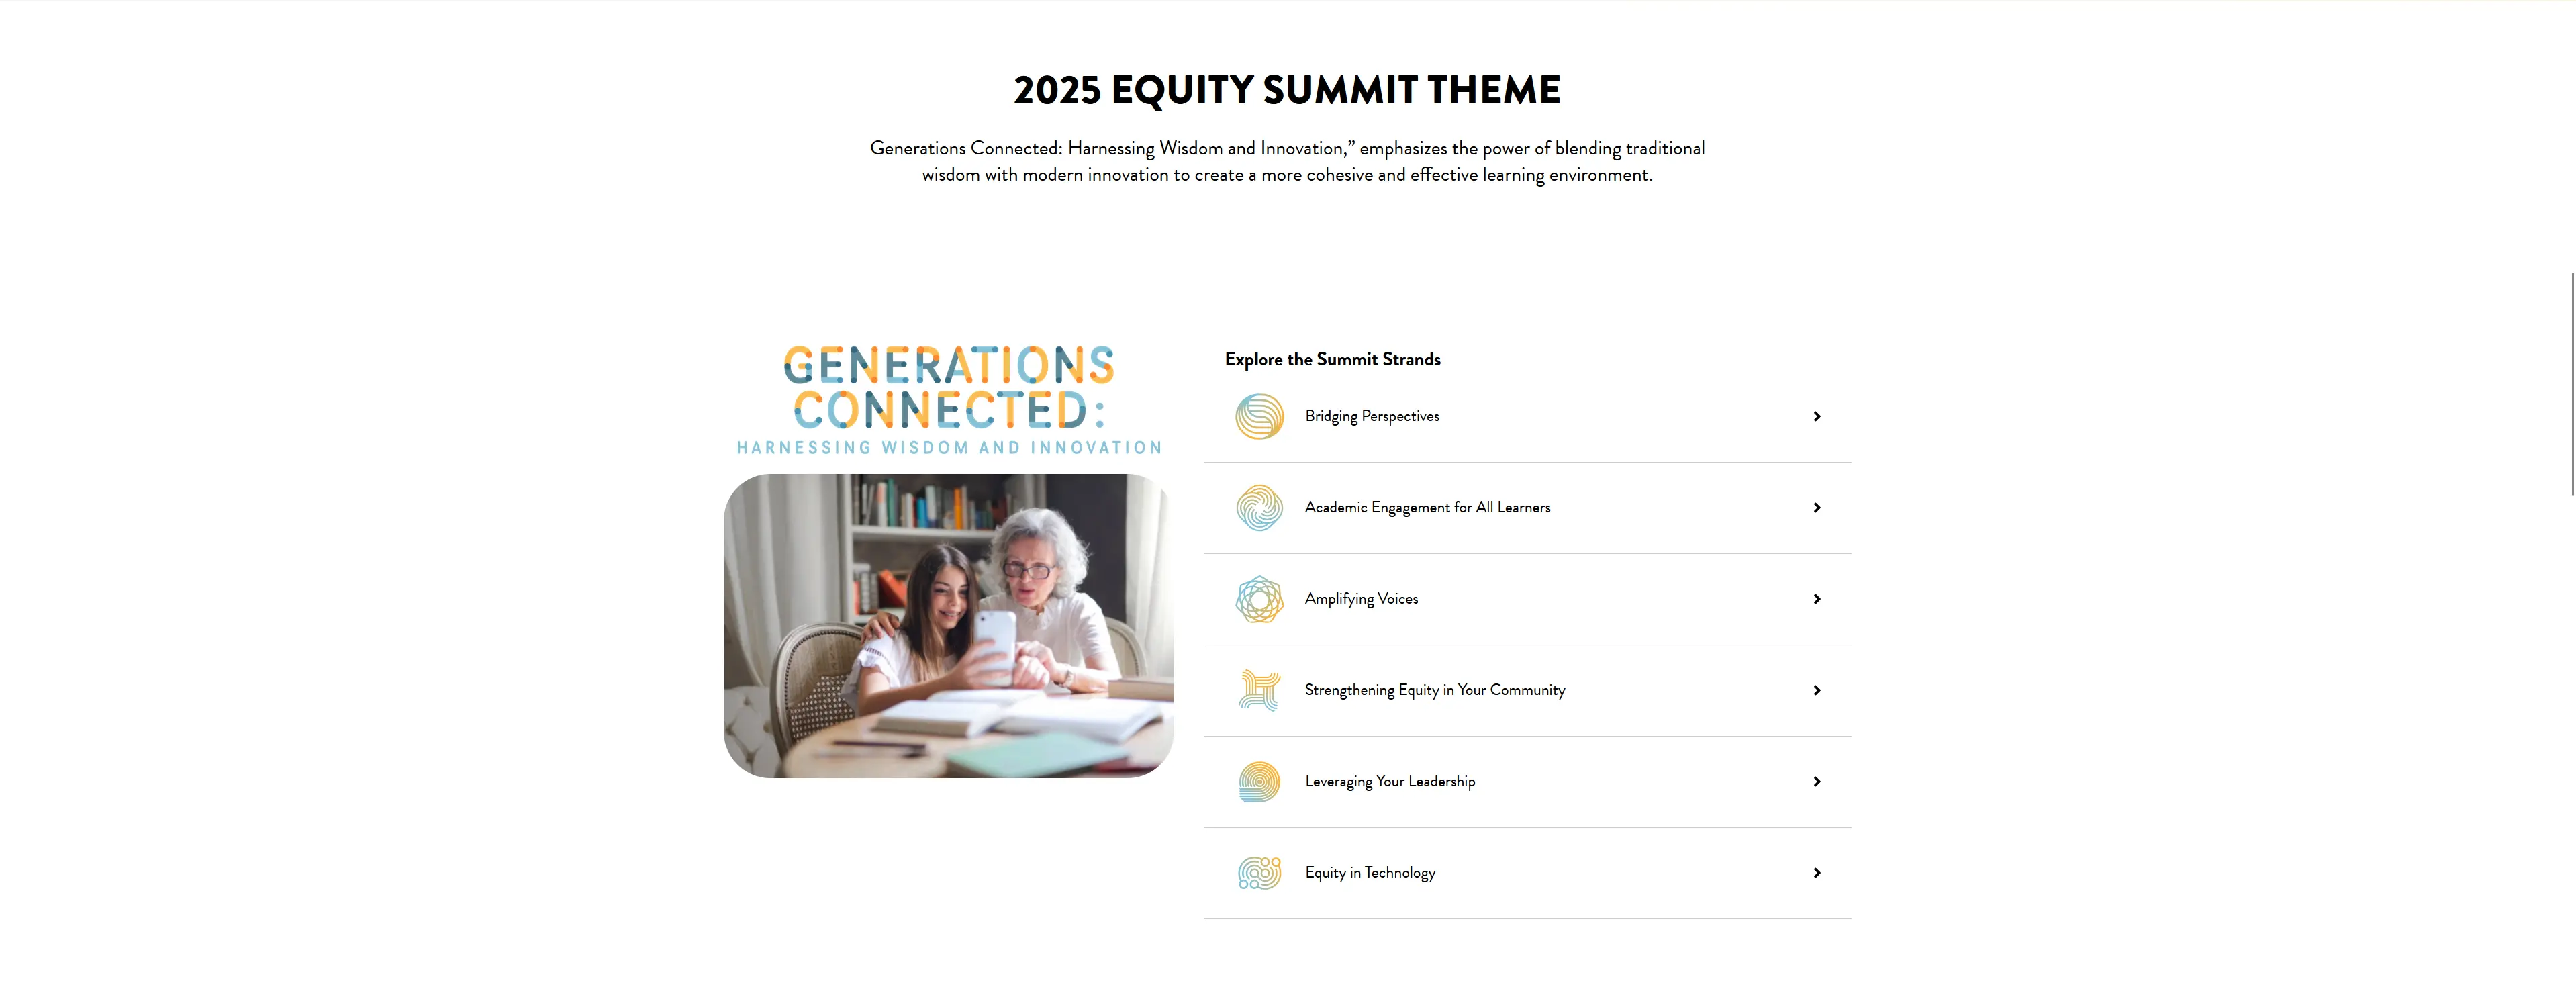 2025 EQUITY SUMMIT THEME
Generations Connected: Harnessing Wisdom and Innovation,” emphasizes the power of blending traditional
wisdom with modern innovation to create a more cohesive and effective learning environment.
GENERATIONS
CONNECTED:
HARNESSING WISDOM AND INNOVATION
Explore the Summit Strands
Bridging Perspectives
Academic Engagement for All Learners
Amplifying Voices
Strengthening Equity in Your Community
Leveraging Your Leadership
Equity in Technology